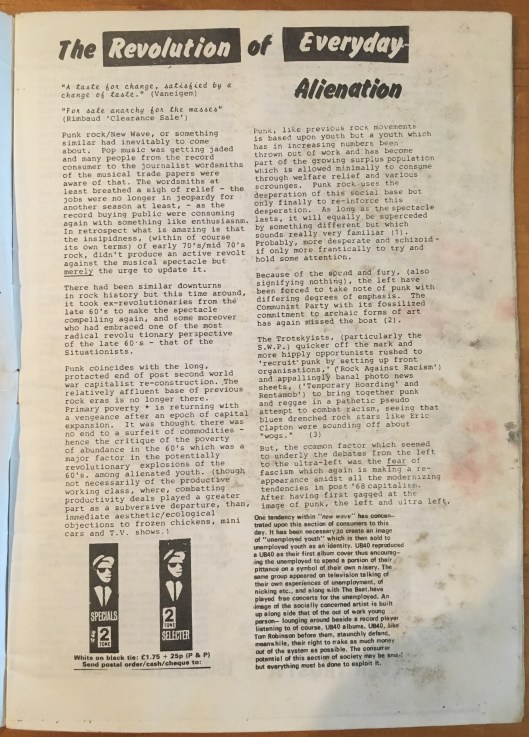 The Revolution of Everyday
Alienation
"A taste for change, satisfied by a
change of taste." (Vaneigem)
"For sale anarchy for the masses"
(Rimbaud 'Clearance Sale')
Punk rock/New Wave, or something
similar had inevitably to come
about. Pop music was getting jaded
and many people from the record
consumer to the journalist wordsmiths
of the musical trade papers were
aware of that. The wordsmiths at
least breathed a sigh of relief - the
jobs were no longer in jeopardy for
another season at least, - as the
record buying public were consuming
again with something like enthusiasm.
In retrospect what is amazing is that
the insipidness, (within of course
its own terms) of early 70's/mid 70's
rock, didn't produce an active revolt
against the musical spectacle but
merely the urge to update it.
There had been similar downturns
in rock history but this time around,
it took ex-revolutionaries from the
late 60's to make the spectacle
compelling again, and some moreover
who had embraced one of the most
radical revolu tionary perspective
of the late 60's - that of the
Situationists.
Punk coincides with the long,
protacted end of post second world
war capitalist re-construction. The
relatively affluent base of previous
rock eras is no longer there.
Primary poverty * is returning with
a vengeance after an epoch of capital
expansion. It was thought there was
no end to a surfeit of commodities -
hence the critique of the poverty
of abundance in the 60's which was a
major factor in the potentially
revolutionary explosions of the
60's. among alienated youth. (though
not necessarily of the productive
working class, where, combatting
productivity deals played a greater
part as a subversive departure, than,
immediate aesthetic/ecological
objections to frozen chickens, mini
cars and T.V. shows.)
SPECIALS
2
TONE
2
TONE
SELECTER
White on black tie: £1.75 + 25p (P & P)
Send postal order/cash/cheque to:
Punk, like previous rock movements
is based upon youth but a youth which
has in increasing numbers been
thrown out of work and has become
part of the growing surplus population
which is allowed minimally to consume
through welfare relief and various
scrounges. Punk rock uses the
desperation of this social base but
only finally to re-inforce this
desperation. As long as the spectacle
lasts, it will equally be superceded
by something different but which
sounds really very familiar (1).
Probably, more desperate and schizoid -
if only more frantically to try and
hold some attention.
Because of the sound and fury, (also
signifying nothing), the left have
been forced to take note of punk with
differing degrees of emphasis. The
Communist Party with its fossilized
commitment to archaic forms of art
has again missed the boat (2).
The Trotskyists, (particularly the
S.W.P.) quicker off the mark and
more hipply opportunists rushed to
'recruit' punk by setting up front
organisations, ('Rock Against Racism')
and appallingly banal photo news
sheets, ('Temporary Hoarding' and
Rentamob') to bring together punk
and reggae in a pathetic pseudo
attempt to combat racism, seeing that
blues drenched rock stars like Eric
Clapton were sounding off about
"wogs." (3)
But, the common factor which seemed
to underly the debates from the left
to the ultra-left was the fear of
fascism which again is making a re-
appearance amidst all the modernizing
tendencies in post '68 capitalism.
After having first gagged at the
image of punk, the left and ultra left,
One tendency within "new wave" has concen-
trated upon this section of consumers to this
day. It has been necessary to create an image
of "unemployed youth" which is then sold to
unemployed youth as an identity. UB40 reproduced
a UB40 as their first album cover thus encourag-
ing the unemployed to spend a portion of their
pittance on a symbol of their own misery. The
same group appeared on television talking of
their own experiences of unemployment, of
nicking etc., and along with The Beat, have
played free concerts for the unemployed. An
image of the socially concerned artist is built
up along side that of the out of work young
person- lounging around beside a record player
listening to of course, UB40 albums. UB40, like
Tom Robinson before them, staunchly defend,
meanwhile, their right to make as much money
out of the system as possible. The consumer
potential of this section of society may be small
but everything must be done to exploit it.